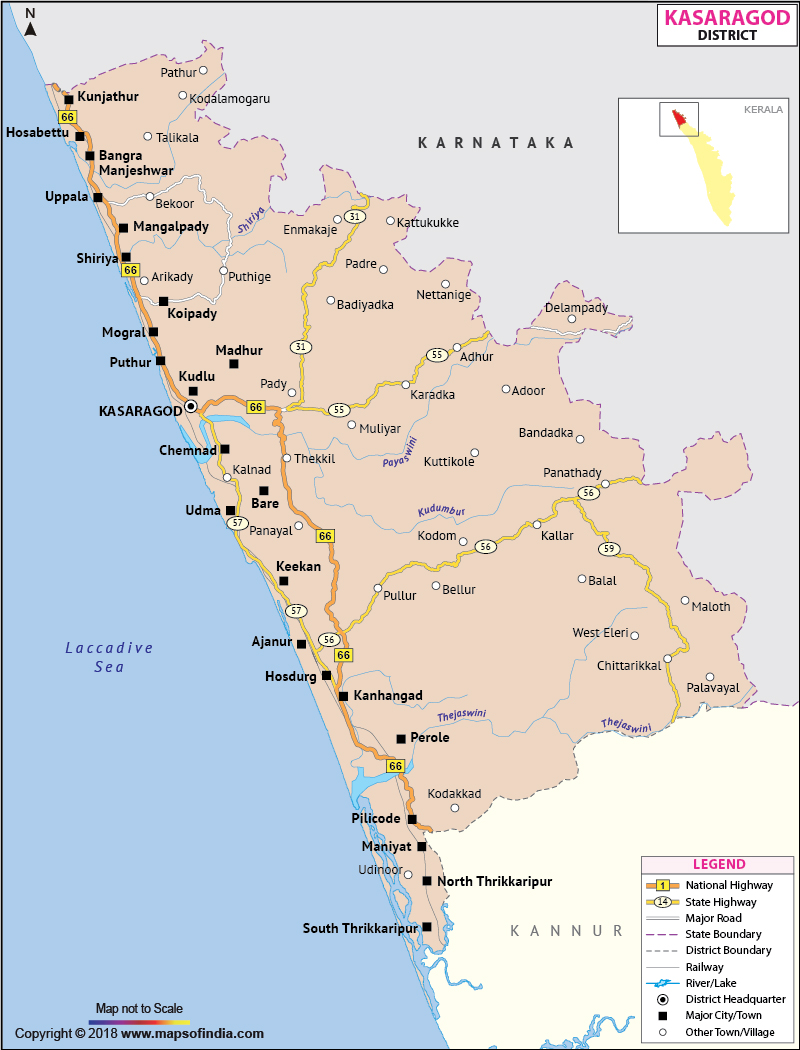 N
KASARAGOD
DISTRICT
KERALA
KARNATAKA
Pathur
Kunjathur
Kodalamogaru
66
Hosabettu
Talikala
Bangra
Manjeshwar
Uppala
Bekoor
Shiriya
31
Enmakaje
Kattukukke
Mangalpady
Shiriya
66
Padre
Arikady
Puthige
Nettanige
Koipady
Badiyadka
Delampady
Mogral
31
Madhur
55
Adhur
Puthur
Kudlu
Pady
Karadka
Adoor
KASARAGOD
66
55
Muliyar
Bandadka
Chemnad
Thekkil
Payaswini
Kuttikole
Kalnad
Panathady
Bare
56
Udma
Kudumbur
57
Panayal
66
Kodom
56
Kallar
59
Keekan
Pullur
Bellur
Balal
57
Maloth
Ajanur
56
66
West Eleri
Laccadive
Sea
Chittarikkal
Hosdurg
Palavayal
Kanhangad
Thejaswini
Thejaswini
Perole
66
Kodakkad
Pilicode
Maniyat
Udinoor
North Thrikkaripur
South Thrikkaripur
KANNUR
LEGEND
1 National Highway
14 State Highway
Major Road
State Boundary
District Boundary
Railway
River/Lake
District Headquarter
Major City/Town
Other Town/Village
Map not to Scale
Copyright © 2018 www.mapsofindia.com